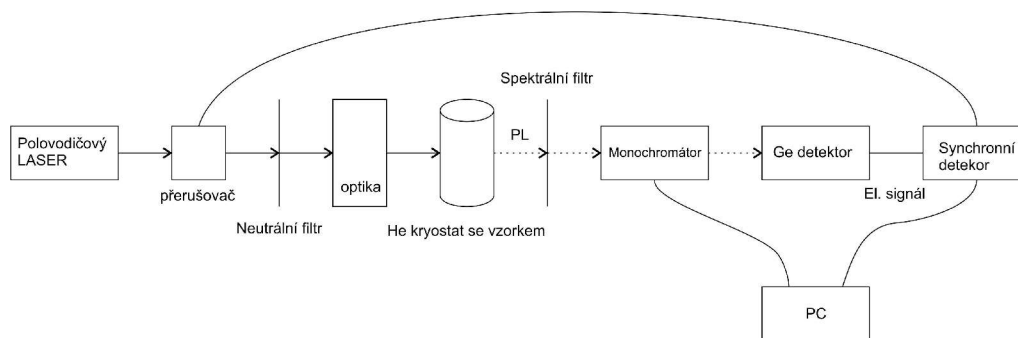 Polovodičový
LASER
přerušovač
Neutrální filtr
optika
He kryostat se vzorkem
PL
Spektrální filtr
Monochromátor
Ge detektor
El. signál
Synchronní
detekor
PC